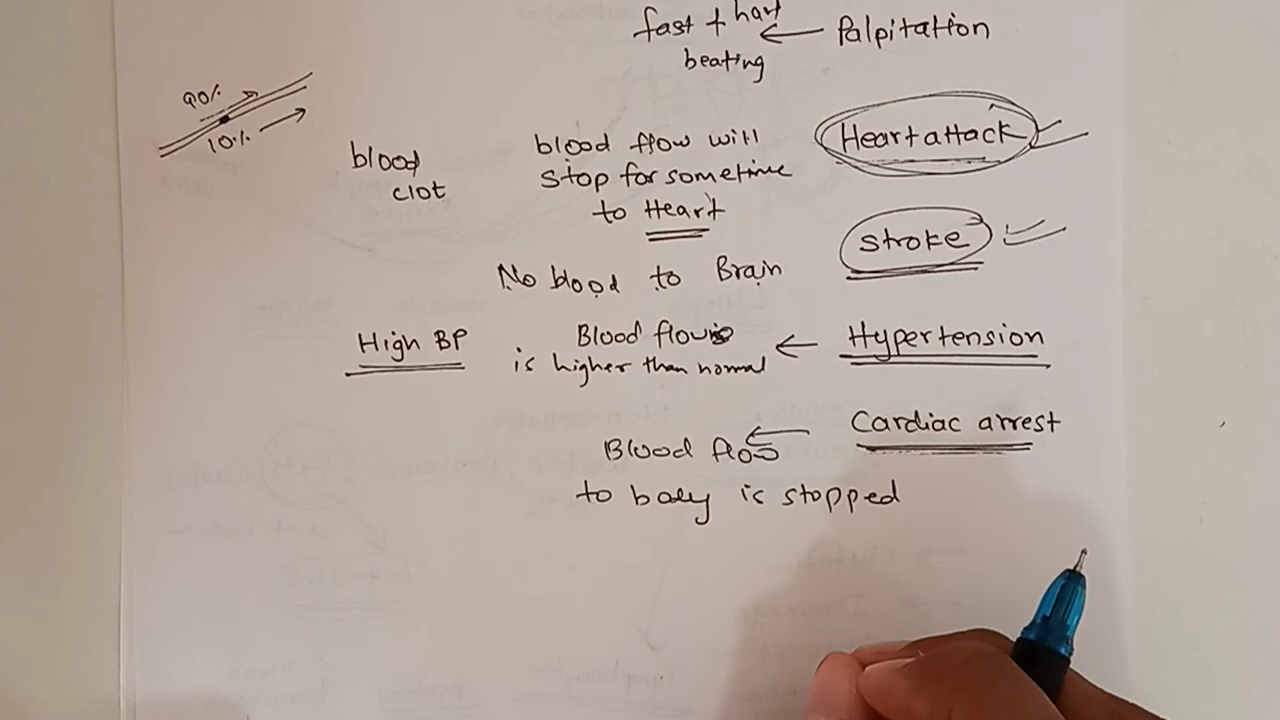 fast + hard
beating
← Palpitation
90%
10%
blood
clot
blood flow will
stop for sometime
to Heart
Heart attack
No blood to Brain
stroke
High BP
Blood flow is
is higher than normal
← Hypertension
Cardiac arrest
Blood flow
to body is stopped